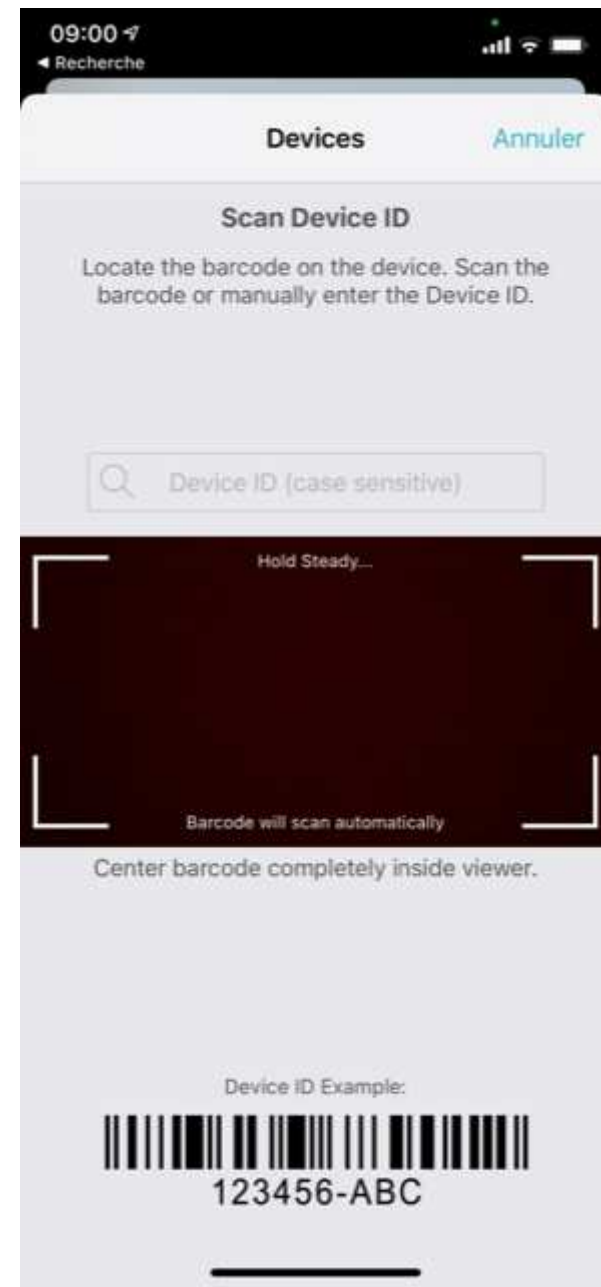 09:00
◀ Recherche
Devices
Annuler
Scan Device ID
Locate the barcode on the device. Scan the
barcode or manually enter the Device ID.
Device ID (case sensitive)
Hold Steady...
Barcode will scan automatically
Center barcode completely inside viewer.
Device ID Example:
123456-ABC